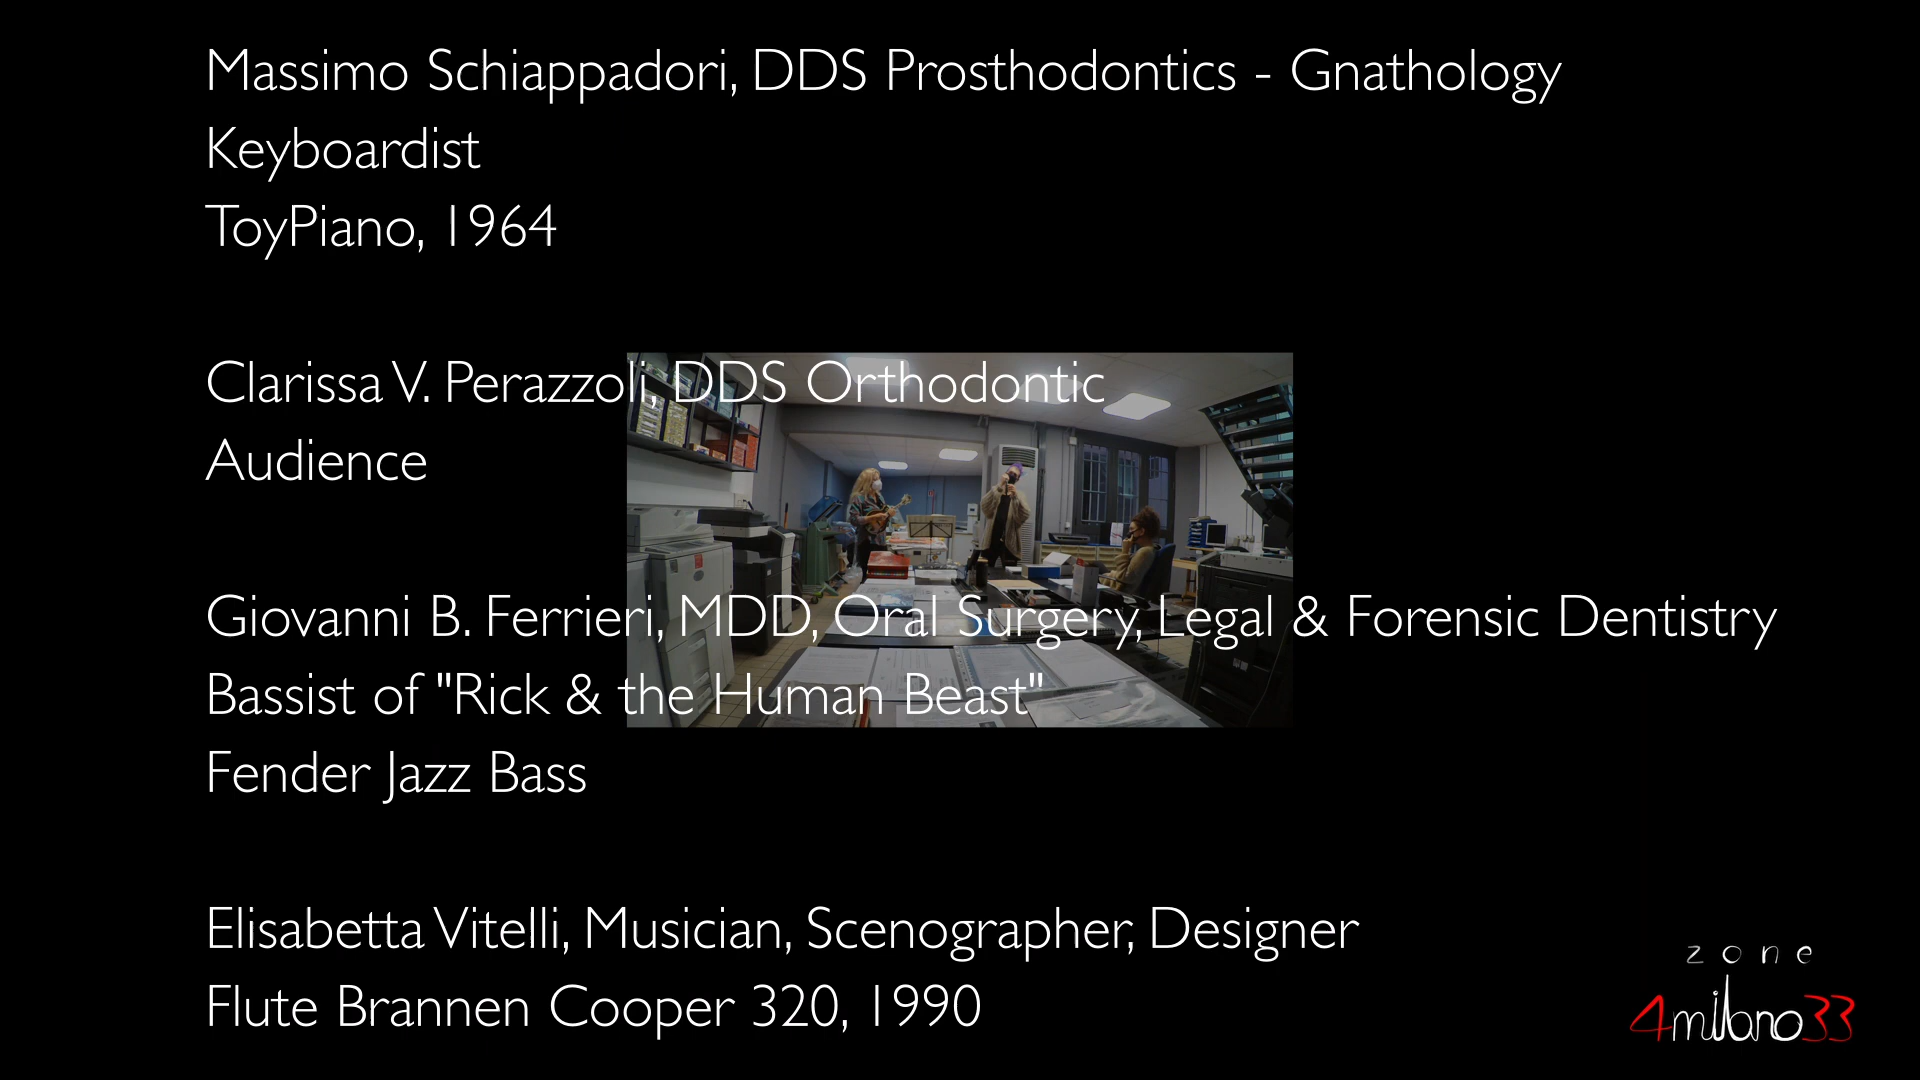 Massimo Schiappadori, DDS Prosthodontics - Gnathology
Keyboardist
ToyPiano, 1964
Clarissa V. Perazzoli, DDS Orthodontic
Audience
Giovanni B. Ferrieri, MDD, Oral Surgery, Legal & Forensic Dentistry
Bassist of "Rick & the Human Beast"
Fender Jazz Bass
Elisabetta Vitelli, Musician, Scenographer, Designer
Flute Brannen Cooper 320, 1990
zone
4milano33